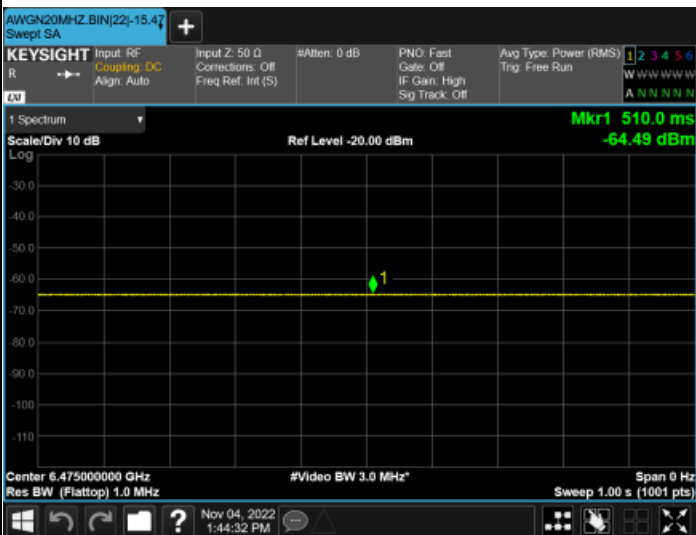 AWGN20MHZ.BIN|22|-15.47
Swept SA
+
KEYSIGHT
R
LXI
Input: RF
Coupling: DC
Align: Auto
Input Z: 50 Ω
Corrections: Off
Freq Ref: Int (S)
#Atten: 0 dB
PNO: Fast
Gate: Off
IF Gain: High
Sig Track: Off
Avg Type: Power (RMS)
Trig: Free Run
1 2 3 4 5 6
W W W W W W
A N N N N N
1 Spectrum
Scale/Div 10 dB
Ref Level -20.00 dBm
Mkr1 510.0 ms
-64.49 dBm
Log
-30.0
-40.0
-50.0
-60.0
-70.0
-80.0
-90.0
-100
-110
1
Center 6.475000000 GHz
#Video BW 3.0 MHz*
Span 0 Hz
Res BW (Flattop) 1.0 MHz
Sweep 1.00 s (1001 pts)
?
Nov 04, 2022
1:44:32 PM